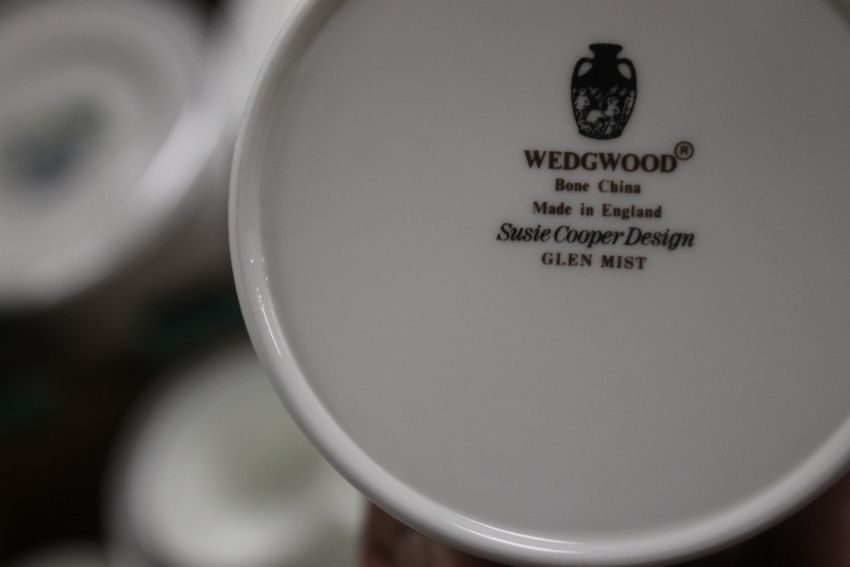 WEDGWOOD®
Bone China
Made in England
Susie Cooper Design
GLEN MIST